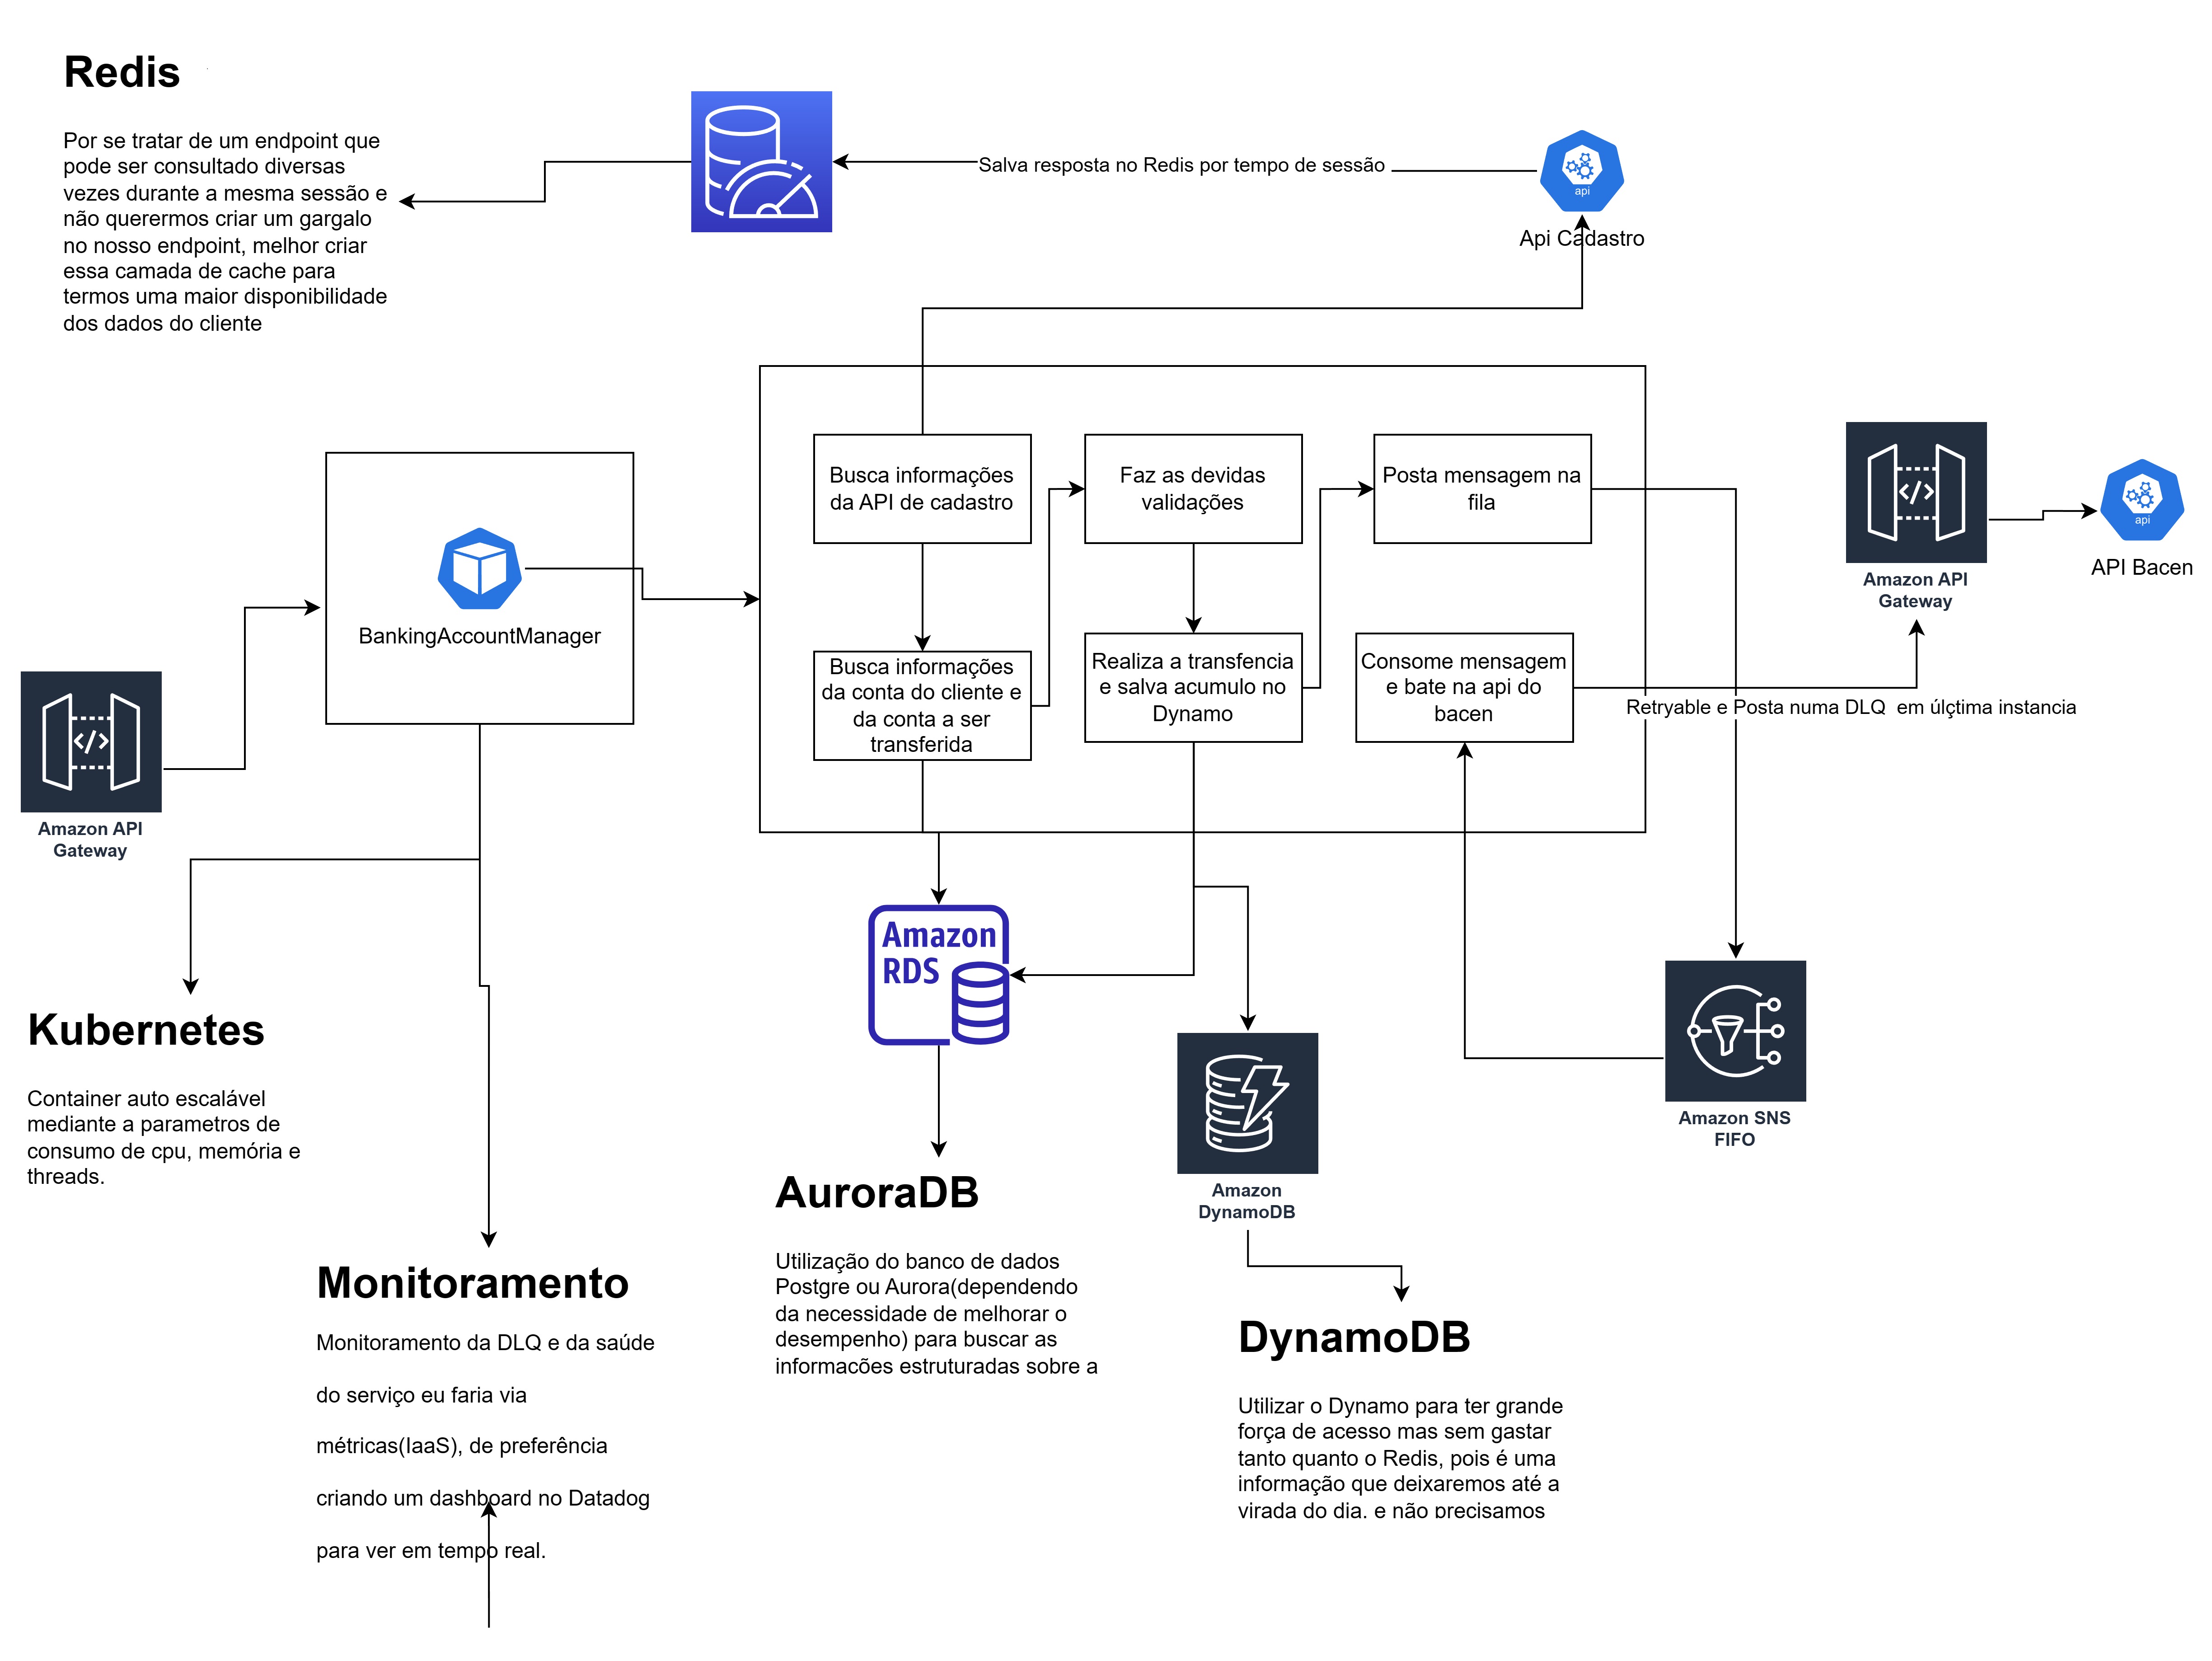 Redis
Por se tratar de um endpoint que
pode ser consultado diversas
vezes durante a mesma sessão e
não querermos criar um gargalo
no nosso endpoint, melhor criar
essa camada de cache para
termos uma maior disponibilidade
dos dados do cliente
Salva resposta no Redis por tempo de sessão
api
Api Cadastro
BankingAccountManager
Amazon API
Gateway
Busca informações
da API de cadastro
Faz as devidas
validações
Posta mensagem na
fila
Busca informações
da conta do cliente e
da conta a ser
transferida
Realiza a transfencia
e salva acumulo no
Dynamo
Consome mensagem
e bate na api do
bacen
Amazon API
Gateway
api
API Bacen
Retryable e Posta numa DLQ em úlçtima instancia
Kubernetes
Container auto escalável
mediante a parametros de
consumo de cpu, memória e
threads.
Monitoramento
Monitoramento da DLQ e da saúde
do serviço eu faria via
métricas(IaaS), de preferência
criando um dashboard no Datadog
para ver em tempo real.
Amazon
RDS
AuroraDB
Utilização do banco de dados
Postgre ou Aurora(dependendo
da necessidade de melhorar o
desempenho) para buscar as
informacões estruturadas sobre a
Amazon
DynamoDB
DynamoDB
Utilizar o Dynamo para ter grande
força de acesso mas sem gastar
tanto quanto o Redis, pois é uma
informação que deixaremos até a
virada do dia, e não precisamos
Amazon SNS
FIFO